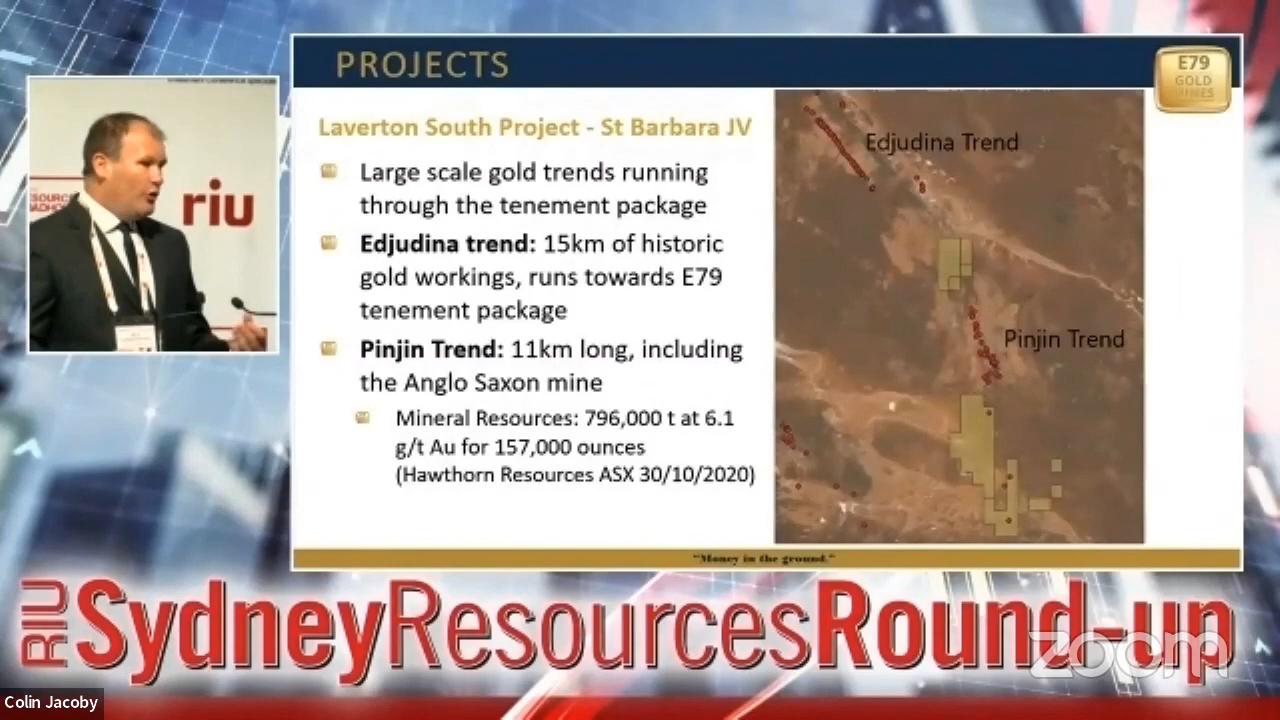 PROJECTS
E79
GOLD
MINES
Laverton South Project - St Barbara JV
Large scale gold trends running
through the tenement package
Edjudina trend: 15km of historic
gold workings, runs towards E79
tenement package
Pinjin Trend: 11km long, including
the Anglo Saxon mine
Mineral Resources: 796,000 t at 6.1
g/t Au for 157,000 ounces
(Hawthorn Resources ASX 30/10/2020)
Edjudina Trend
Pinjin Trend
"Money in the ground."
riu
RIU SydneyResourcesRound-up
zoom
Colin Jacoby